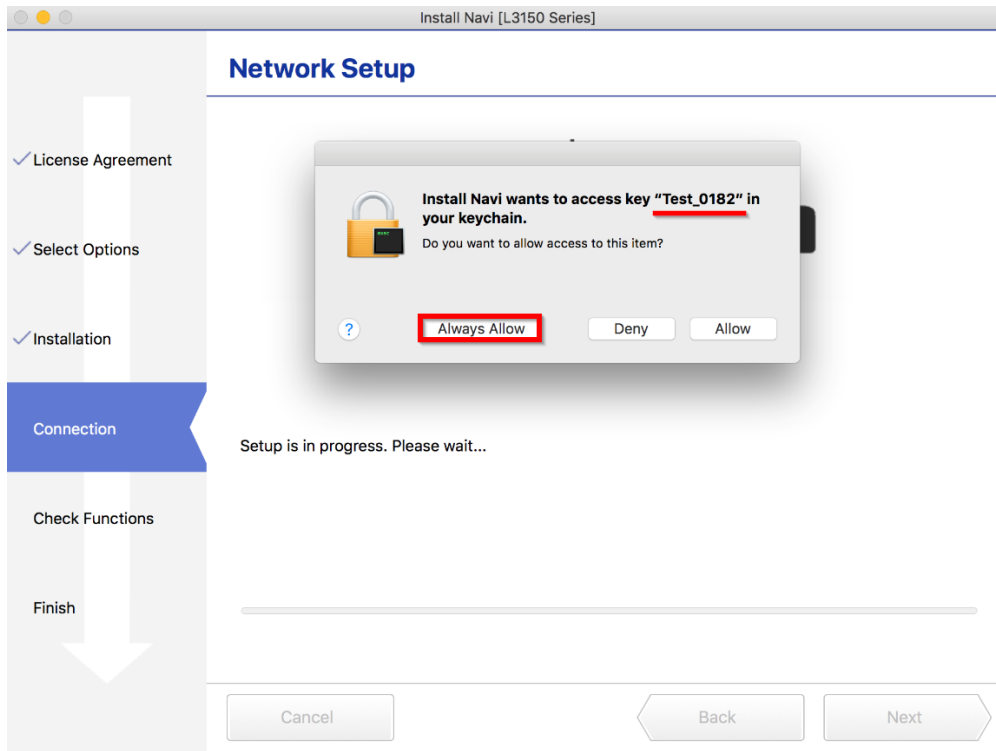 Install Navi [L3150 Series]
Network Setup
License Agreement
Select Options
Installation
Connection
Check Functions
Finish
Install Navi wants to access key “Test_0182” in
your keychain.
Do you want to allow access to this item?
?
Always Allow
Deny
Allow
Setup is in progress. Please wait...
Cancel
Back
Next